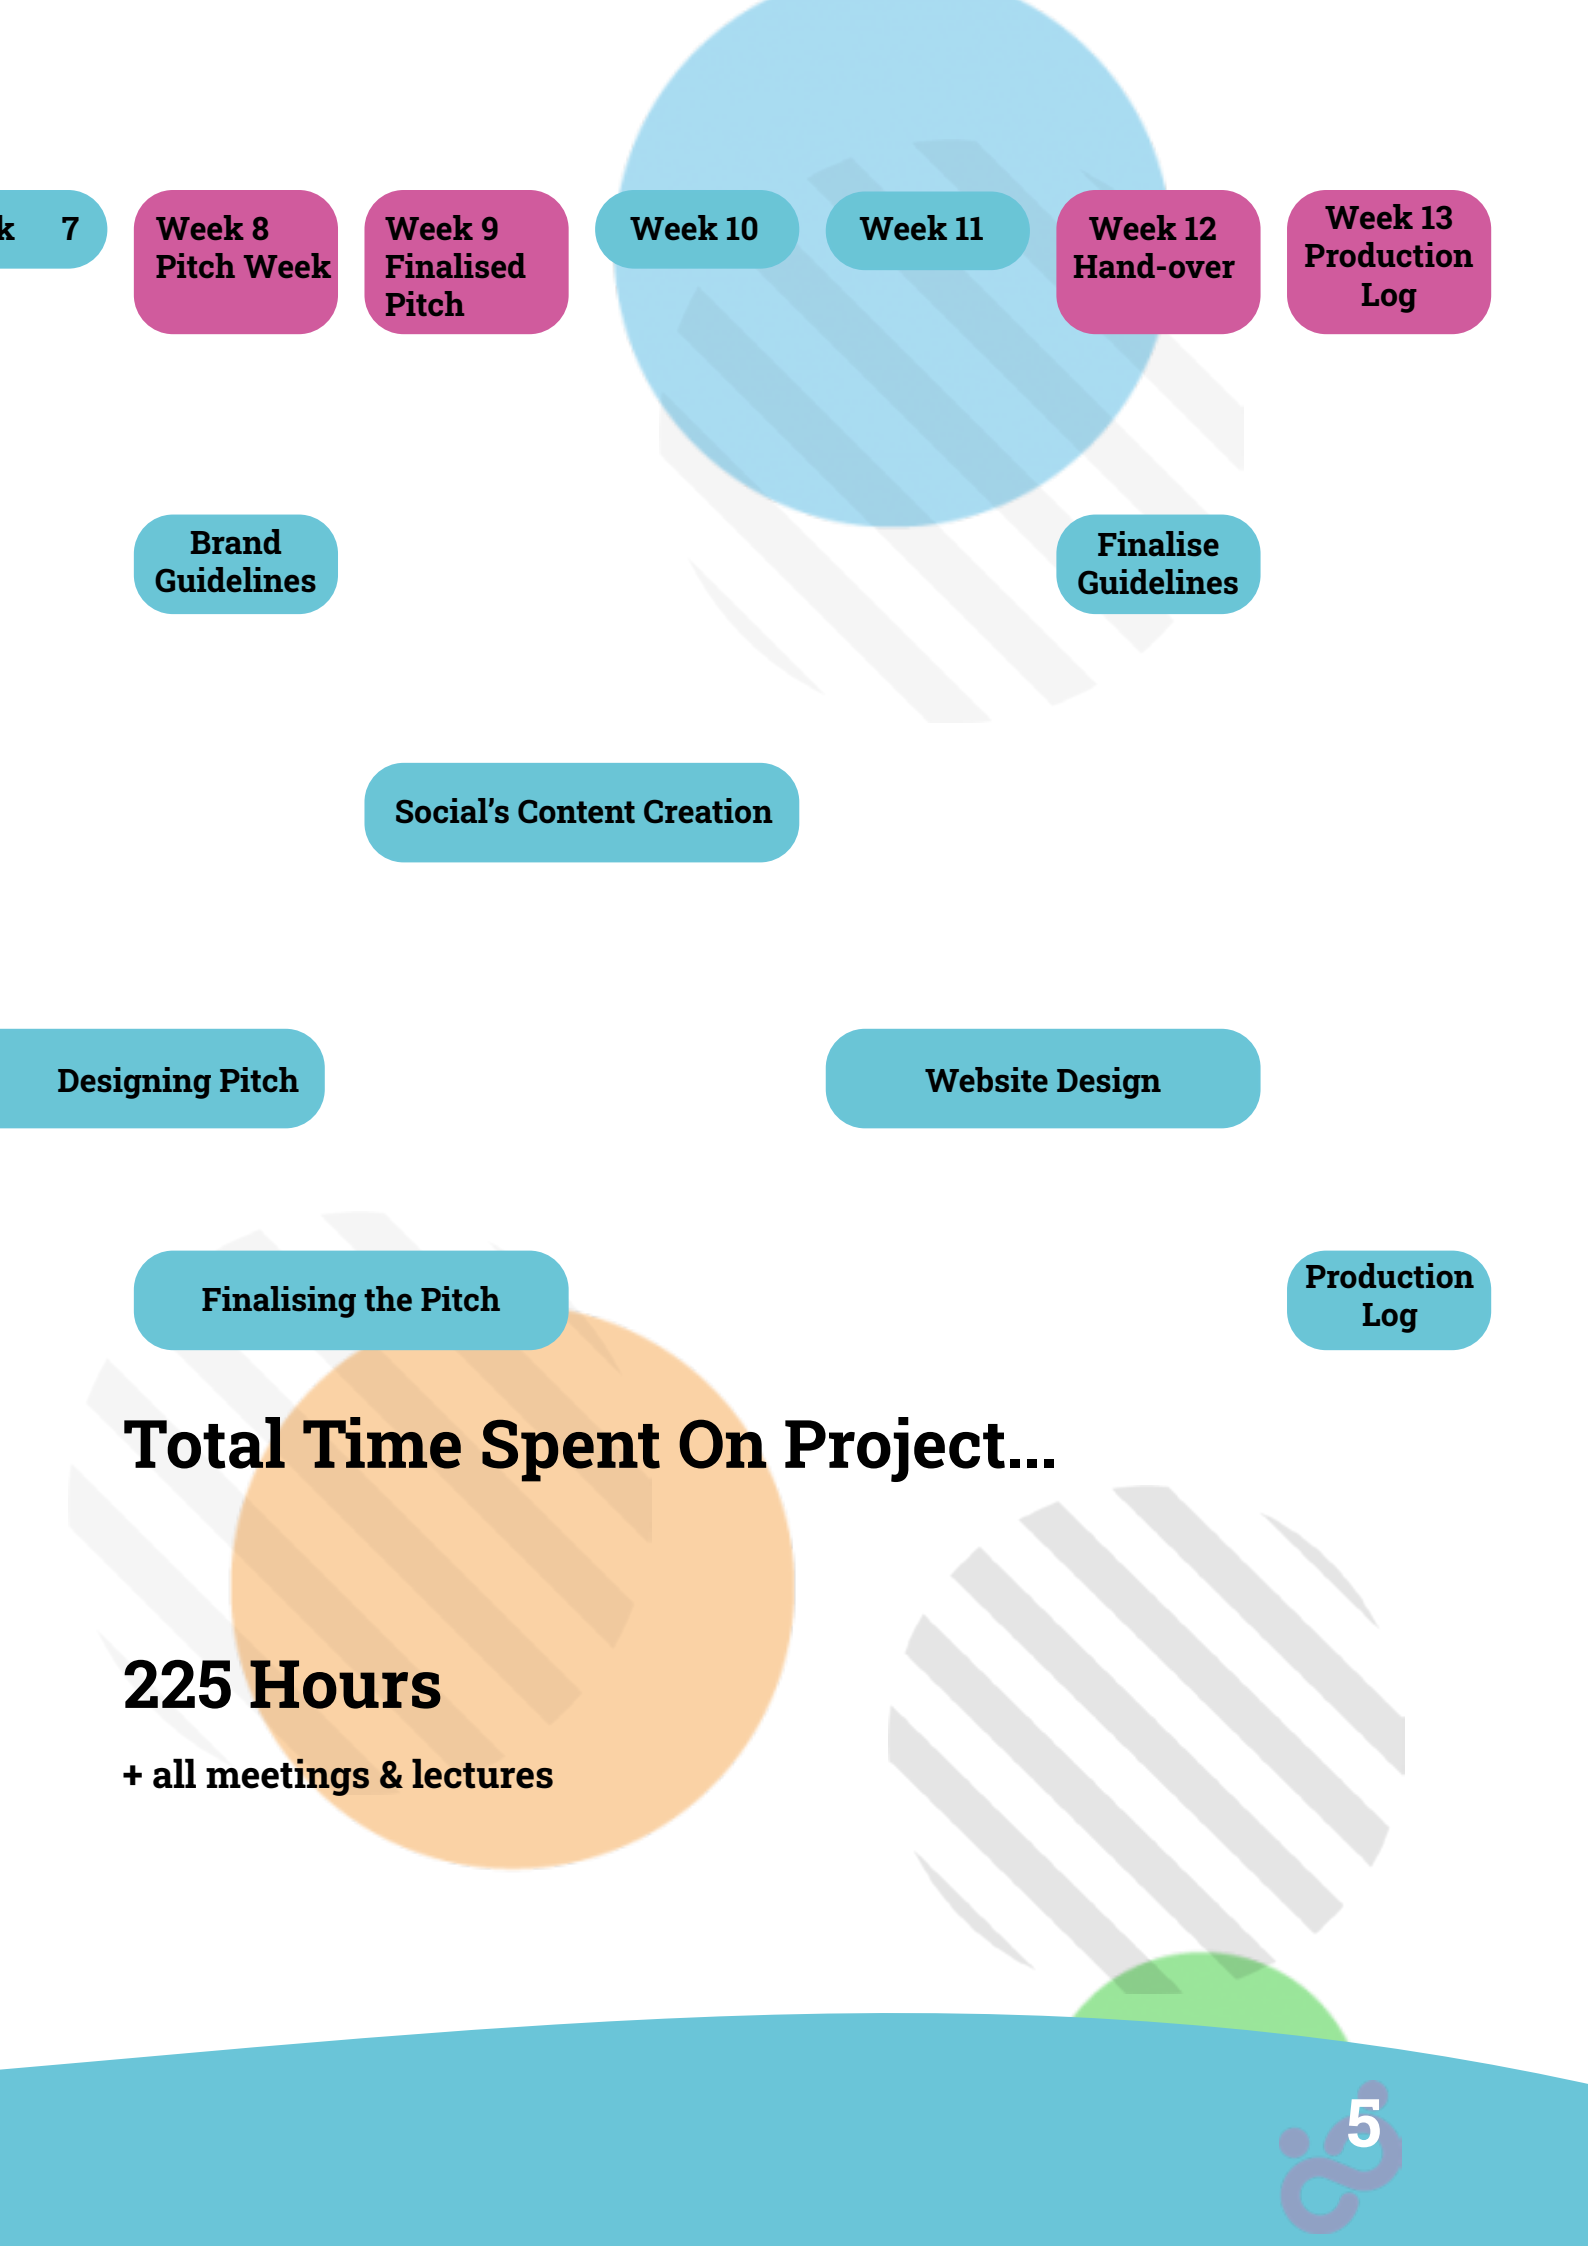 k 7
Week 8
Pitch Week
Week 9
Finalised
Pitch
Week 10
Week 11
Week 12
Hand-over
Week 13
Production
Log
Brand
Guidelines
Finalise
Guidelines
Social’s Content Creation
Designing Pitch
Website Design
Finalising the Pitch
Production
Log
Total Time Spent On Project...
225 Hours
+ all meetings & lectures
5